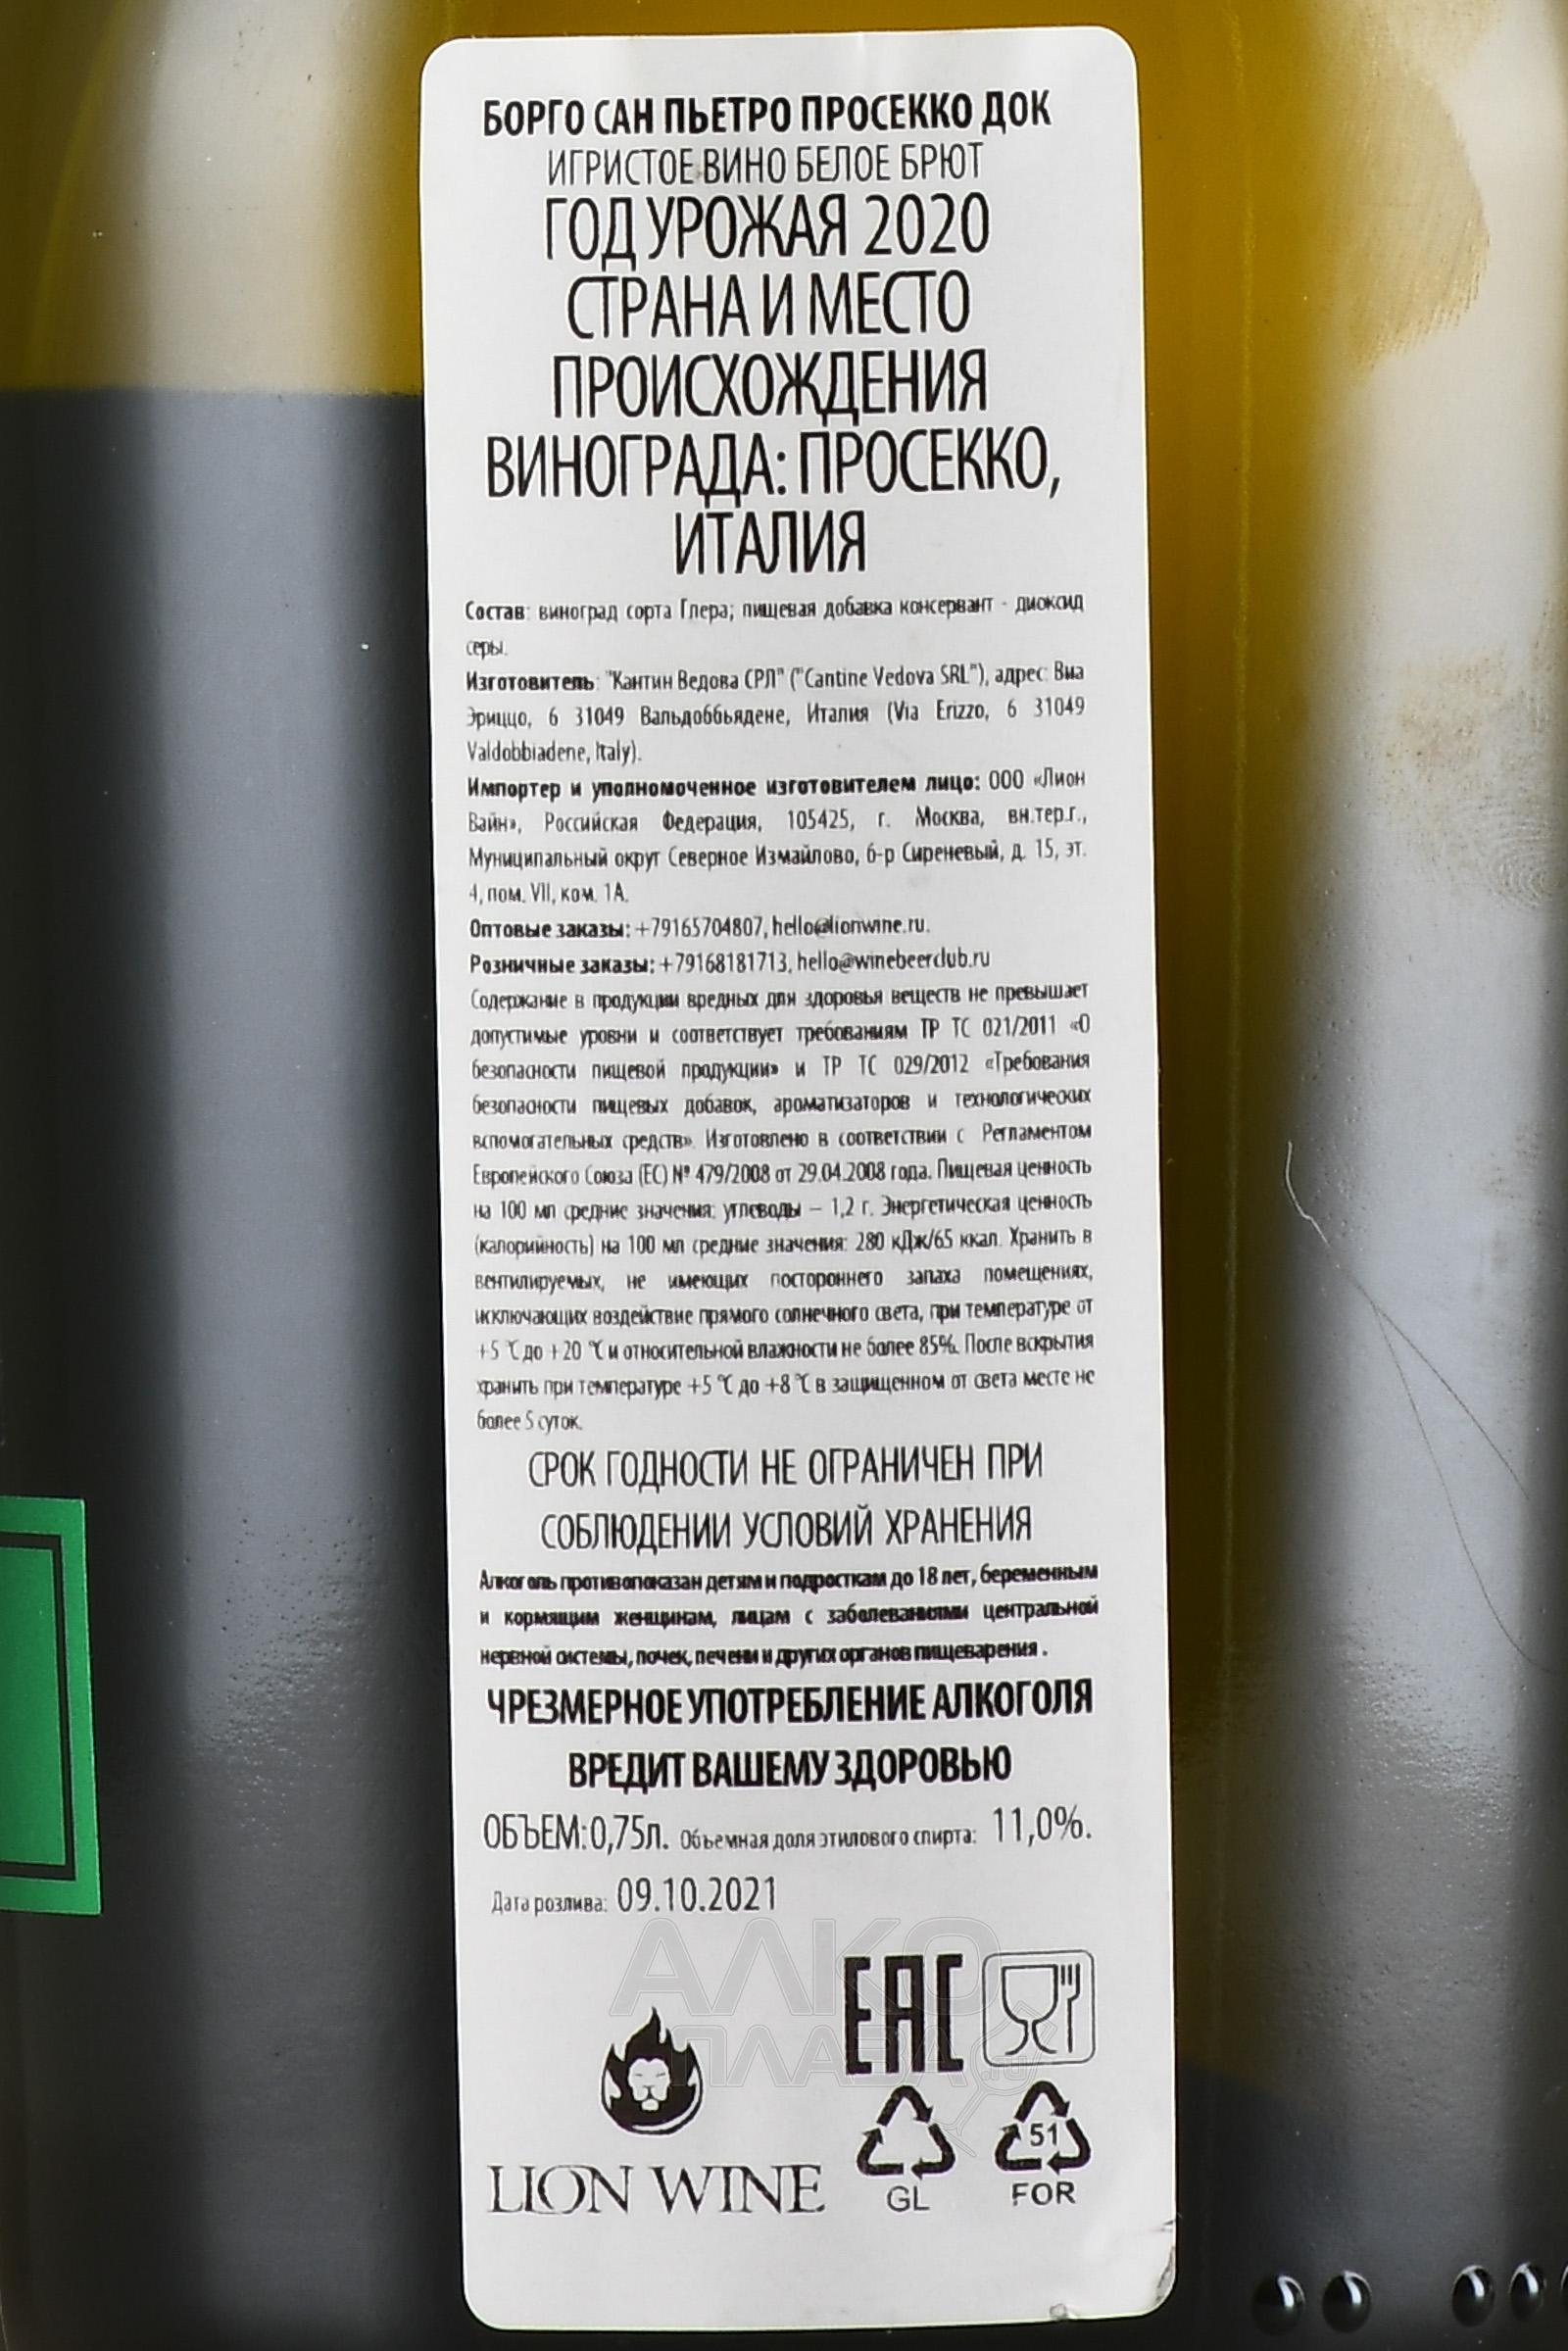 БОРГО САН ПЬЕТРО ПРОСЕККО ДОК
ИГРИСТОЕ ВИНО БЕЛОЕ БРЮТ
ГОД УРОЖАЯ 2020
СТРАНА И МЕСТО
ПРОИСХОЖДЕНИЯ
ВИНОГРАДА: ПРОСЕККО,
ИТАЛИЯ
Состав: виноград сорта Глера; пищевая добавка консервант - диоксид
серы.
Изготовитель: "Кантин Ведова СРЛ" ("Cantine Vedova SRL"), адрес: Виа
Эриццо, 6 31049 Вальдоббьядене, Италия (Via Erizzo, 6 31049
Valdobbiadene, Italy).
Импортер и уполномоченное изготовителем лицо: ООО «Лион
Вайн», Российская Федерация, 105425, г. Москва, вн.тер.г.,
Муниципальный округ Северное Измайлово, б-р Сиреневый, д. 15, эт.
4, пом. VII, ком. 1А.
Оптовые заказы: +79165704807, hello@lionwine.ru.
Розничные заказы: +79168181713, hello@winebeerclub.ru
Содержание в продукции вредных для здоровья веществ не превышает
допустимые уровни и соответствует требованиям ТР ТС 021/2011 «О
безопасности пищевой продукции» и ТР ТС 029/2012 «Требования
безопасности пищевых добавок, ароматизаторов и технологических
вспомогательных средств». Изготовлено в соответствии с Регламентом
Европейского Союза (ЕС) № 479/2008 от 29.04.2008 года. Пищевая ценность
на 100 мл средние значения: углеводы – 1,2 г. Энергетическая ценность
(калорийность) на 100 мл средние значения: 280 кДж/65 ккал. Хранить в
вентилируемых, не имеющих постороннего запаха помещениях,
исключающих воздействие прямого солнечного света, при температуре от
+5 ℃ до +20 ℃ и относительной влажности не более 85%. После вскрытия
хранить при температуре +5 ℃ до +8 ℃ в защищенном от света месте не
более 5 суток.
СРОК ГОДНОСТИ НЕ ОГРАНИЧЕН ПРИ
СОБЛЮДЕНИИ УСЛОВИЙ ХРАНЕНИЯ
Алкоголь противопоказан детям и подросткам до 18 лет, беременным
и кормящим женщинам, лицам с заболеваниями центральной
нервной системы, почек, печени и других органов пищеварения .
ЧРЕЗМЕРНОЕ УПОТРЕБЛЕНИЕ АЛКОГОЛЯ
ВРЕДИТ ВАШЕМУ ЗДОРОВЬЮ
ОБЪЕМ:0,75л. Объемная доля этилового спирта: 11,0%.
Дата розлива: 09.10.2021
АЛКО
ПЛАЗА.ru
EAC
51
GL FOR
LION WINE